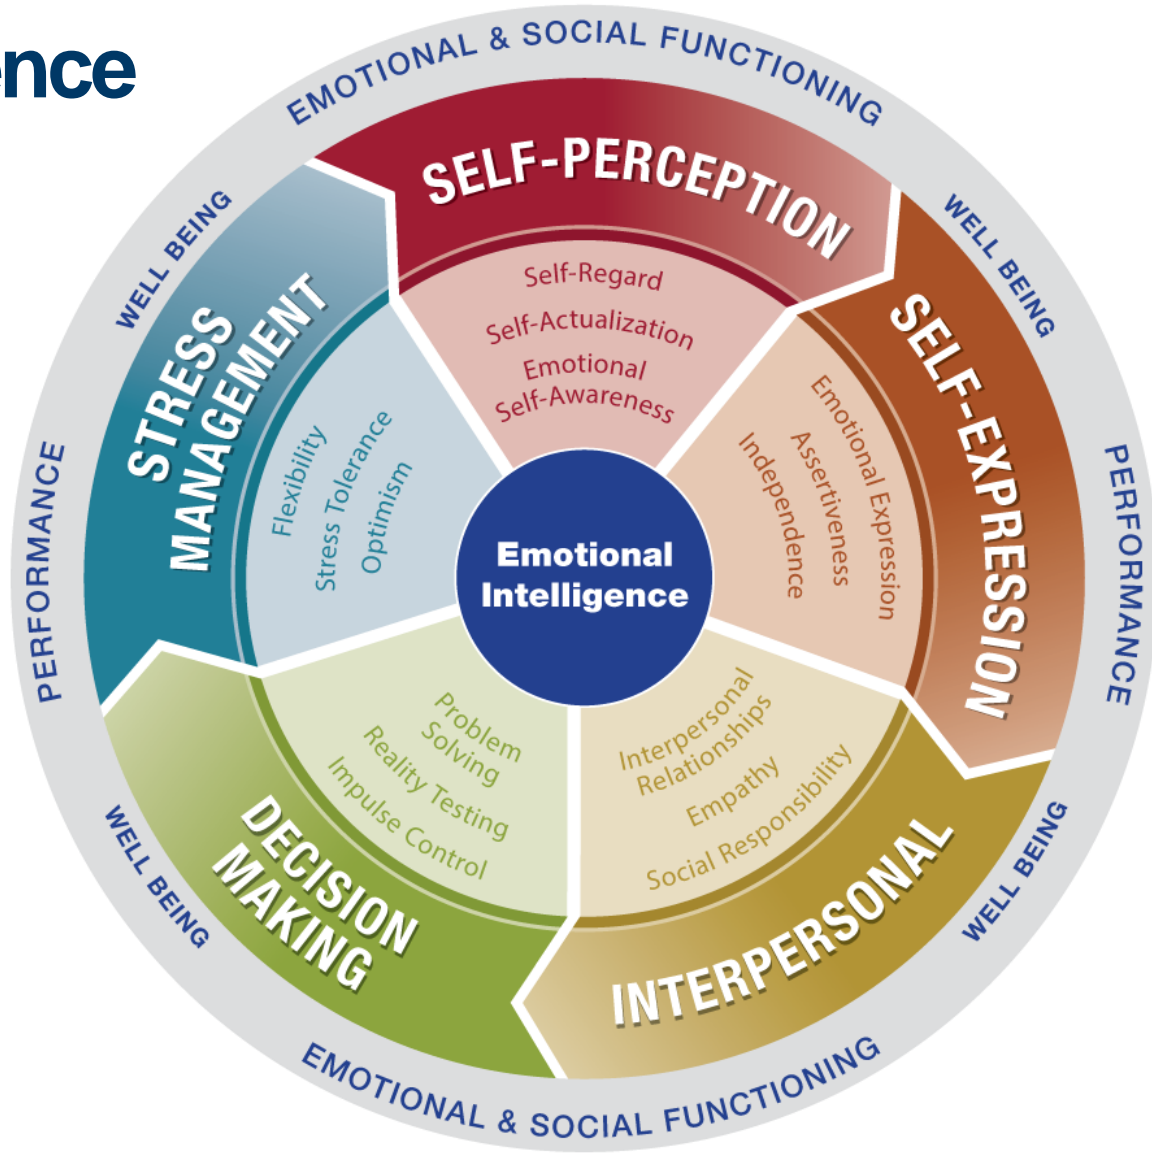 ence
EMOTIONAL & SOCIAL FUNCTIONING
WELL BEING
WELL BEING
PERFORMANCE
PERFORMANCE
WELL BEING
WELL BEING
EMOTIONAL & SOCIAL FUNCTIONING
SELF-PERCEPTION
Self-Regard
Self-Actualization
Emotional
Self-Awareness
SELF-EXPRESSION
Emotional Expression
Assertiveness
Independence
INTERPERSONAL
Interpersonal
Relationships
Empathy
Social Responsibility
DECISION
MAKING
Problem
Solving
Reality Testing
Impulse Control
STRESS
MANAGEMENT
Flexibility
Stress Tolerance
Optimism
Emotional
Intelligence